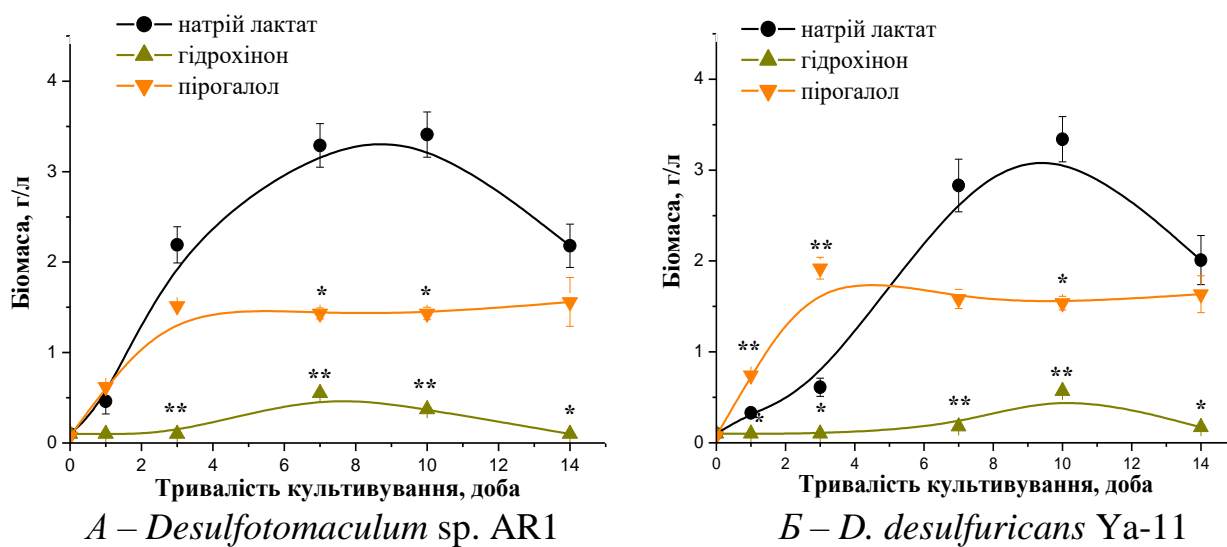 натрій лактат
гідрохінон
пірогалол
Біомаса, г/л
4
3
2
1
0
** ** ** * * *
0 2 4 6 8 10 12 14
Тривалість культивування, доба
А – Desulfotomaculum sp. AR1
натрій лактат
гідрохінон
пірогалол
Біомаса, г/л
4
3
2
1
0
** ** * * * ** ** *
0 2 4 6 8 10 12 14
Тривалість культивування, доба
Б – D. desulfuricans Ya-11